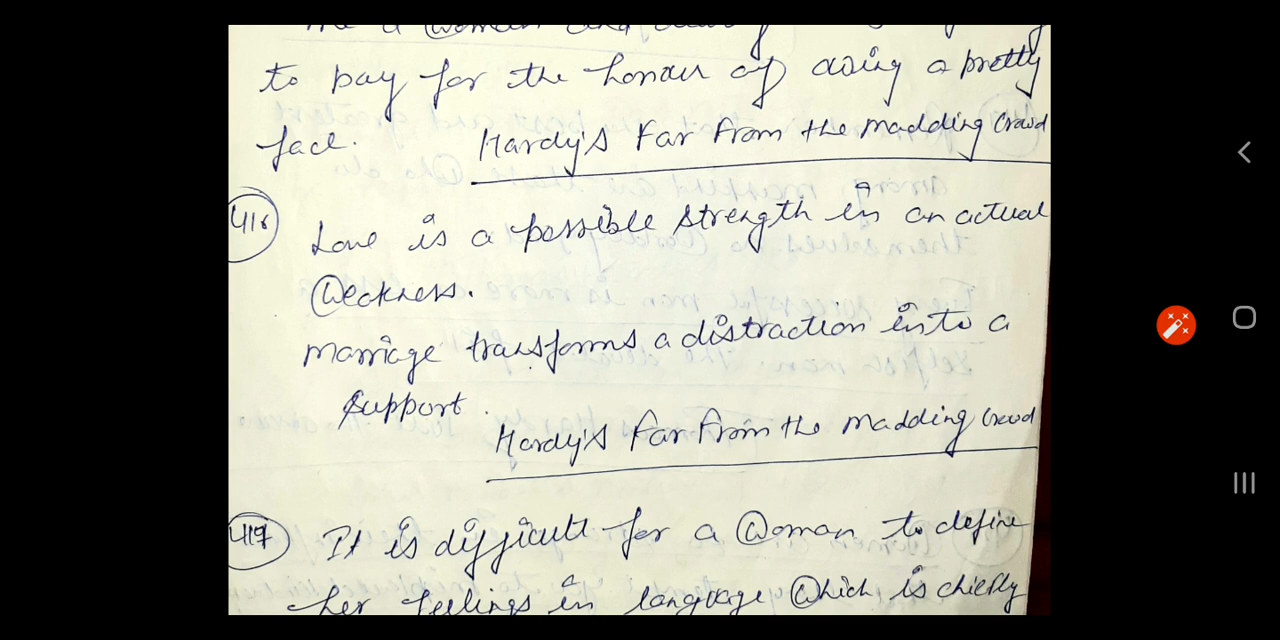 to pay for the honour of
a pretty
face.
Hardy's Far From the Madding Crowd
416
Love is a possible strength in an actual
Weakness.
Marriage transforms a distraction into a
support.
Hardy's Far From the Madding Crowd
417
It is difficult for a Woman to define
her feelings in language Which is chiefly